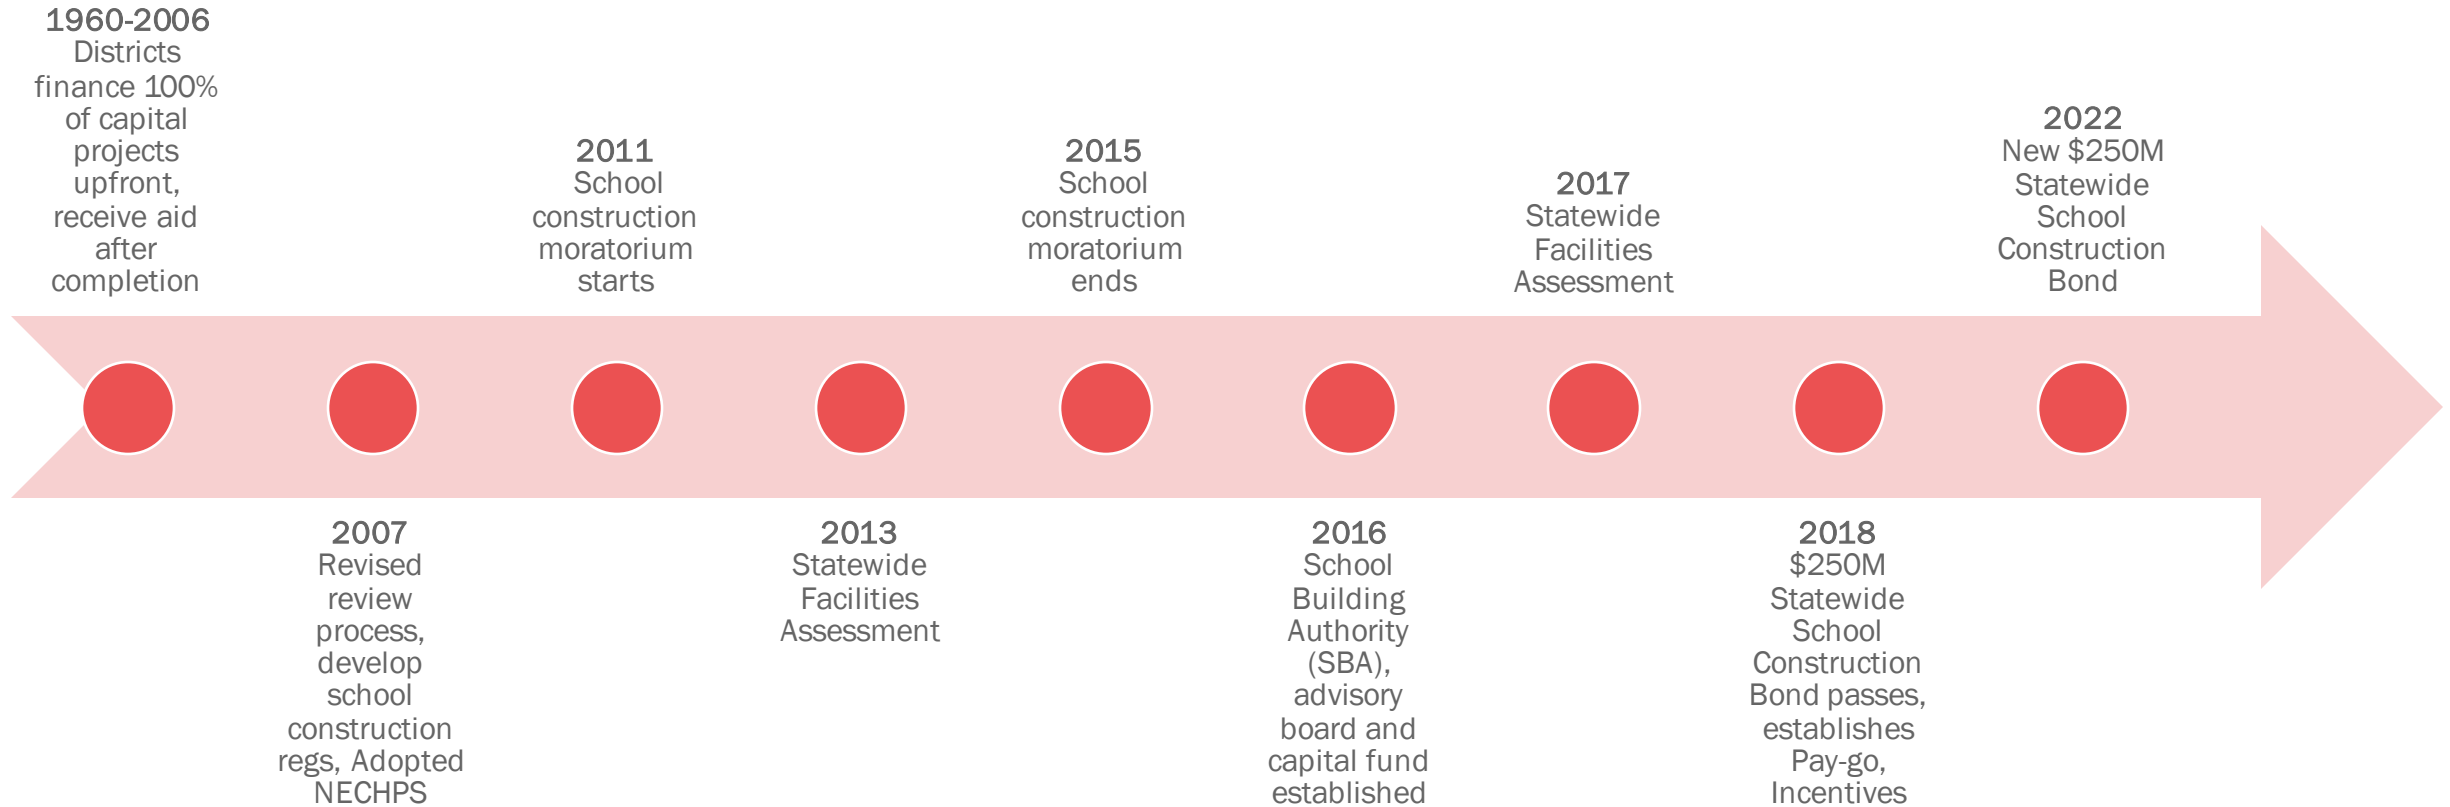 1960-2006
Districts
finance 100%
of capital
projects
upfront,
receive aid
after
completion
2007
Revised
review
process,
develop
school
construction
regs, Adopted
NECHPS
2011
School
construction
moratorium
starts
2013
Statewide
Facilities
Assessment
2015
School
construction
moratorium
ends
2016
School
Building
Authority
(SBA),
advisory
board and
capital fund
established
2017
Statewide
Facilities
Assessment
2018
$250M
Statewide
School
Construction
Bond passes,
establishes
Pay-go,
Incentives
2022
New $250M
Statewide
School
Construction
Bond